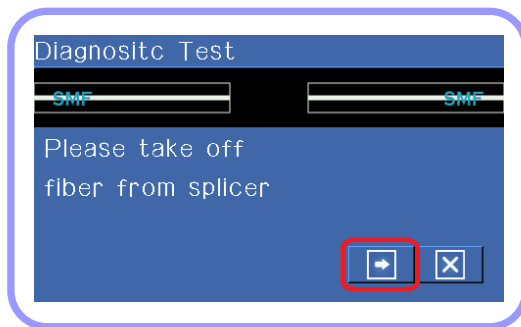 Diagnositc Test
SMF SMF
Please take off
fiber from splicer